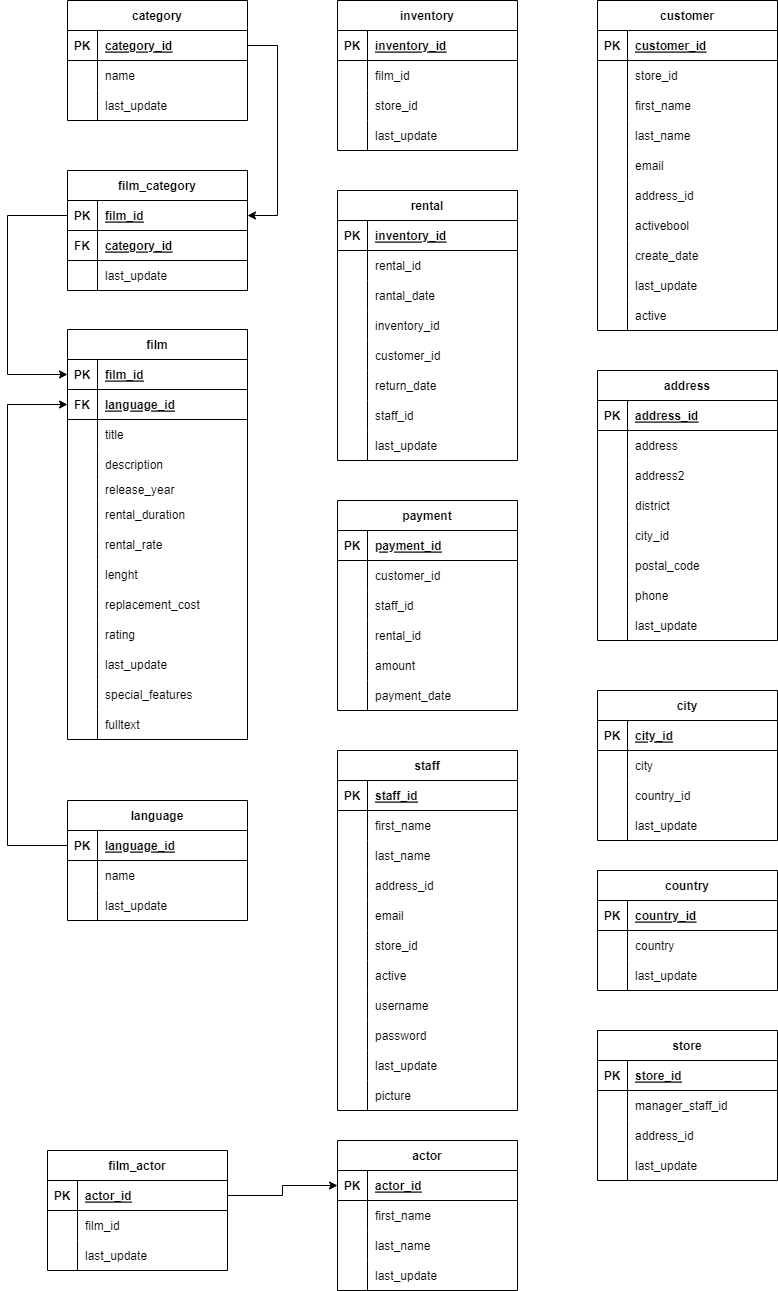 category
PK category_id
name
last_update
film_category
PK film_id
FK category_id
last_update
film
PK film_id
FK language_id
title
description
release_year
rental_duration
rental_rate
lenght
replacement_cost
rating
last_update
special_features
fulltext
language
PK language_id
name
last_update
film_actor
PK actor_id
film_id
last_update
inventory
PK inventory_id
film_id
store_id
last_update
rental
PK inventory_id
rental_id
rantal_date
inventory_id
customer_id
return_date
staff_id
last_update
payment
PK payment_id
customer_id
staff_id
rental_id
amount
payment_date
staff
PK staff_id
first_name
last_name
address_id
email
store_id
active
username
password
last_update
picture
actor
PK actor_id
first_name
last_name
last_update
customer
PK customer_id
store_id
first_name
last_name
email
address_id
activebool
create_date
last_update
active
address
PK address_id
address
address2
district
city_id
postal_code
phone
last_update
city
PK city_id
city
country_id
last_update
country
PK country_id
country
last_update
store
PK store_id
manager_staff_id
address_id
last_update